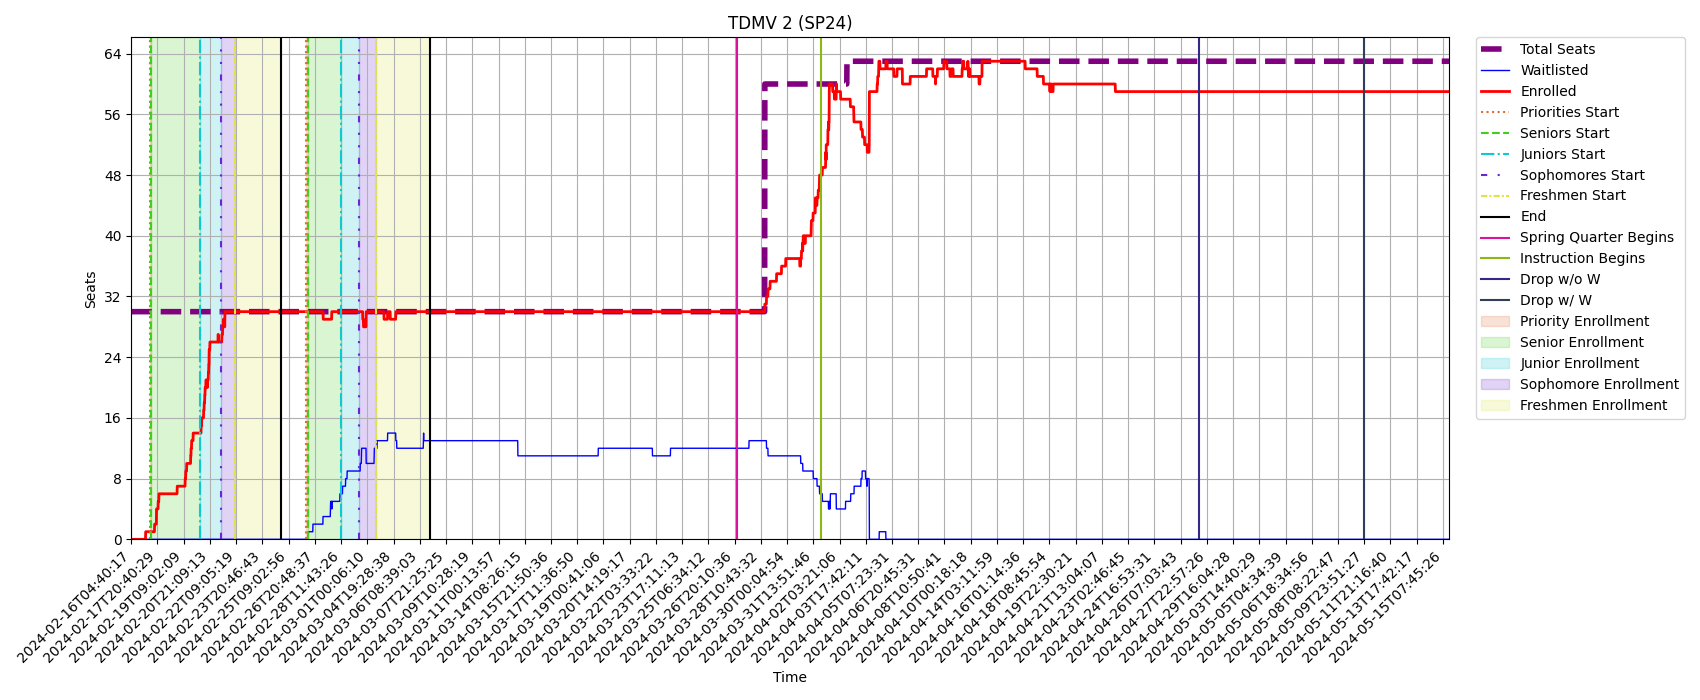 TDMV 2 (SP24)
Seats
64
56
48
40
32
24
16
8
0
2024-02-16T04:40:17
2024-02-17T20:40:29
2024-02-19T09:02:09
2024-02-20T21:09:13
2024-02-22T09:05:19
2024-02-23T20:46:43
2024-02-25T09:02:56
2024-02-26T20:48:37
2024-02-28T11:43:26
2024-03-01T00:06:10
2024-03-04T19:28:38
2024-03-06T08:39:03
2024-03-07T21:25:25
2024-03-09T10:28:19
2024-03-11T00:13:57
2024-03-14T08:26:15
2024-03-15T21:50:36
2024-03-17T11:36:50
2024-03-19T00:41:06
2024-03-20T14:19:17
2024-03-22T03:33:22
2024-03-23T17:11:13
2024-03-25T06:34:12
2024-03-26T20:10:36
2024-03-28T10:43:32
2024-03-30T00:04:54
2024-03-31T13:51:46
2024-04-02T03:21:06
2024-04-03T17:42:11
2024-04-05T07:23:31
2024-04-06T20:45:31
2024-04-08T10:50:41
2024-04-10T00:18:18
2024-04-14T03:11:59
2024-04-16T01:14:36
2024-04-18T08:45:54
2024-04-19T22:30:21
2024-04-21T13:04:07
2024-04-23T02:46:45
2024-04-24T16:53:31
2024-04-26T07:03:43
2024-04-27T22:57:26
2024-04-29T16:04:28
2024-05-03T14:40:29
2024-05-05T04:34:39
2024-05-06T18:34:56
2024-05-08T08:22:47
2024-05-09T23:51:27
2024-05-11T21:16:40
2024-05-13T17:42:17
2024-05-15T07:45:26
Time
Total Seats
Waitlisted
Enrolled
Priorities Start
Seniors Start
Juniors Start
Sophomores Start
Freshmen Start
End
Spring Quarter Begins
Instruction Begins
Drop w/o W
Drop w/ W
Priority Enrollment
Senior Enrollment
Junior Enrollment
Sophomore Enrollment
Freshmen Enrollment